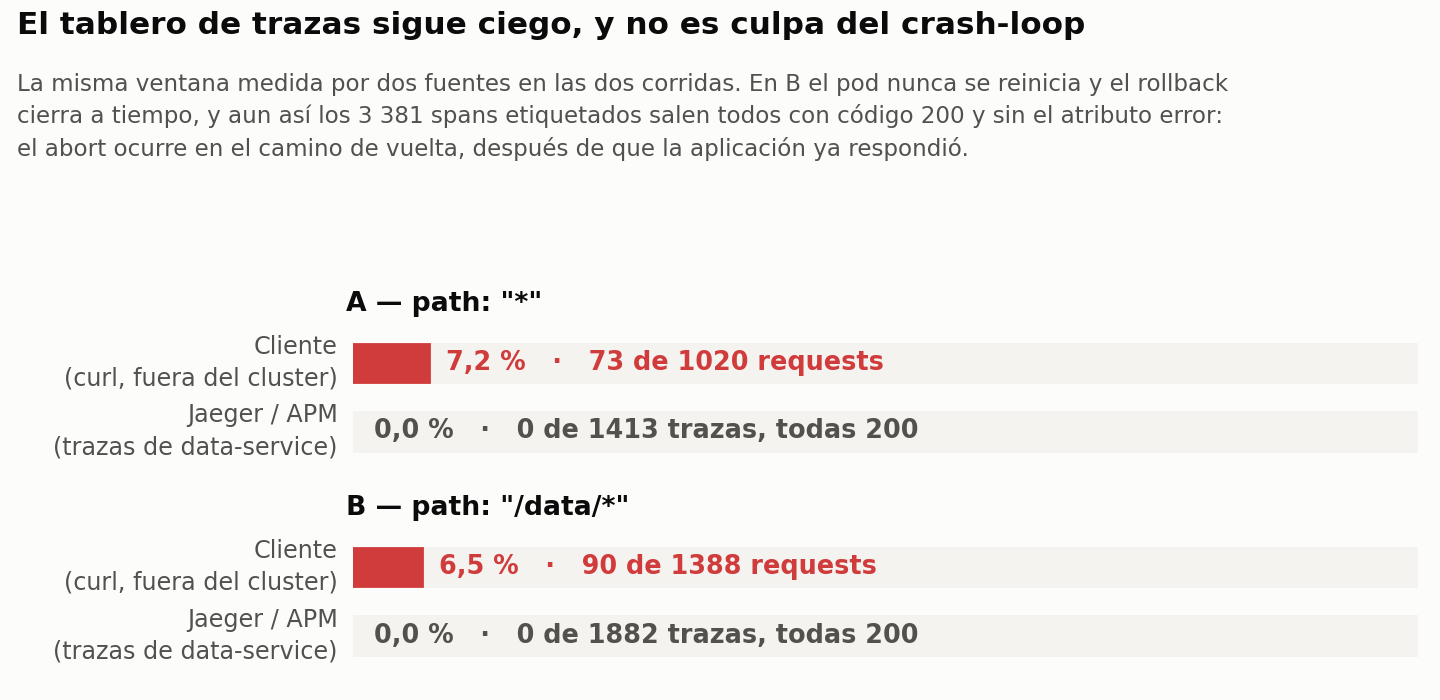 El tablero de trazas sigue ciego, y no es culpa del crash-loop
La misma ventana medida por dos fuentes en las dos corridas. En B el pod nunca se reinicia y el rollback
cierra a tiempo, y aun así los 3 381 spans etiquetados salen todos con código 200 y sin el atributo error:
el abort ocurre en el camino de vuelta, después de que la aplicación ya respondió.
A — path: "*"
Cliente
(curl, fuera del cluster)
7,2 % · 73 de 1020 requests
Jaeger / APM
(trazas de data-service)
0,0 % · 0 de 1413 trazas, todas 200
B — path: "/data/*"
Cliente
(curl, fuera del cluster)
6,5 % · 90 de 1388 requests
Jaeger / APM
(trazas de data-service)
0,0 % · 0 de 1882 trazas, todas 200